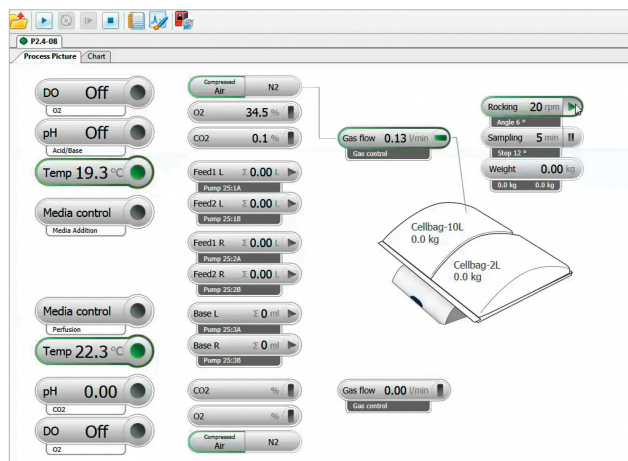 P2.4-08
Process Picture Chart
DO Off
O2
pH Off
Acid/Base
Temp 19.3 °C
Media control
Media Addition
Media control
Perfusion
Temp 22.3 °C
pH 0.00
CO2
DO Off
O2
Compressed Air N2
O2 34.5 %
CO2 0.1 %
Feed1 L Σ 0.00 L
Pump 25:1A
Feed2 L Σ 0.00 L
Pump 25:1B
Feed1 R Σ 0.00 L
Pump 25:2A
Feed2 R Σ 0.00 L
Pump 25:2B
Base L Σ 0 ml
Pump 25:3A
Base R Σ 0 ml
Pump 25:3B
CO2 %
O2 %
Compressed Air N2
Gas flow 0.13 l/min
Gas control
Gas flow 0.00 l/min
Gas control
Rocking 20 rpm
Angle 6 °
Sampling 5 min
Stop 12 °
Weight 0.00 kg
0.0 kg 0.0 kg
Cellbag-10L
0.0 kg
Cellbag-2L
0.0 kg